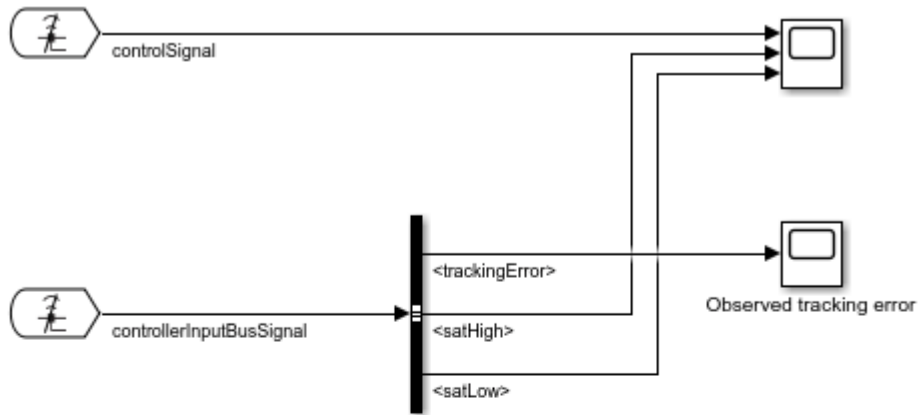 controlSignal
<trackingError>
Observed tracking error
controllerInputBusSignal
<satHigh>
<satLow>